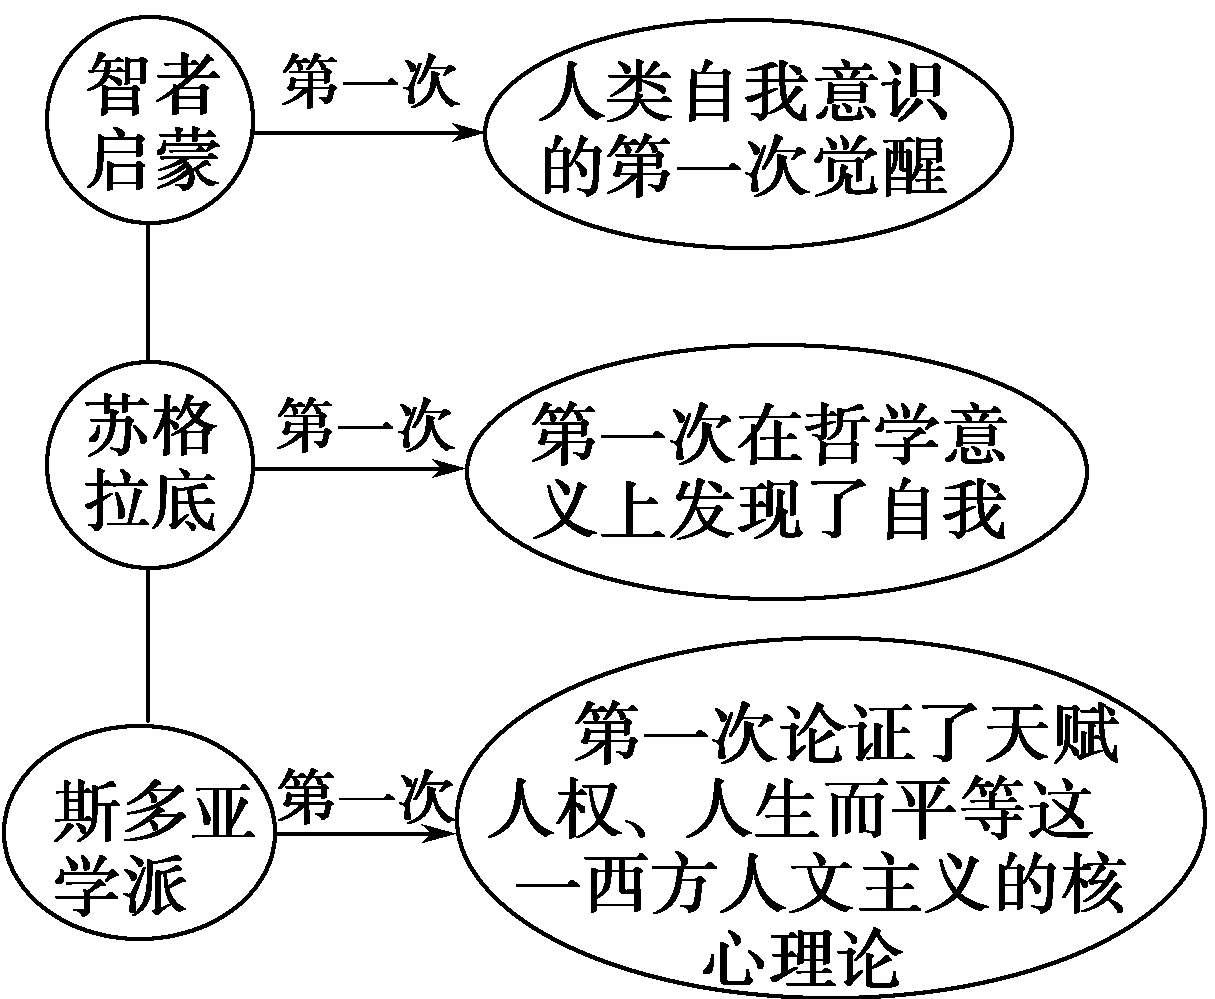 智者
启蒙
第一次
人类自我意识
的第一次觉醒
苏格
拉底
第一次
第一次在哲学意
义上发现了自我
斯多亚
学派
第一次
第一次论证了天赋
人权、人生而平等这
一西方人文主义的核
心理论